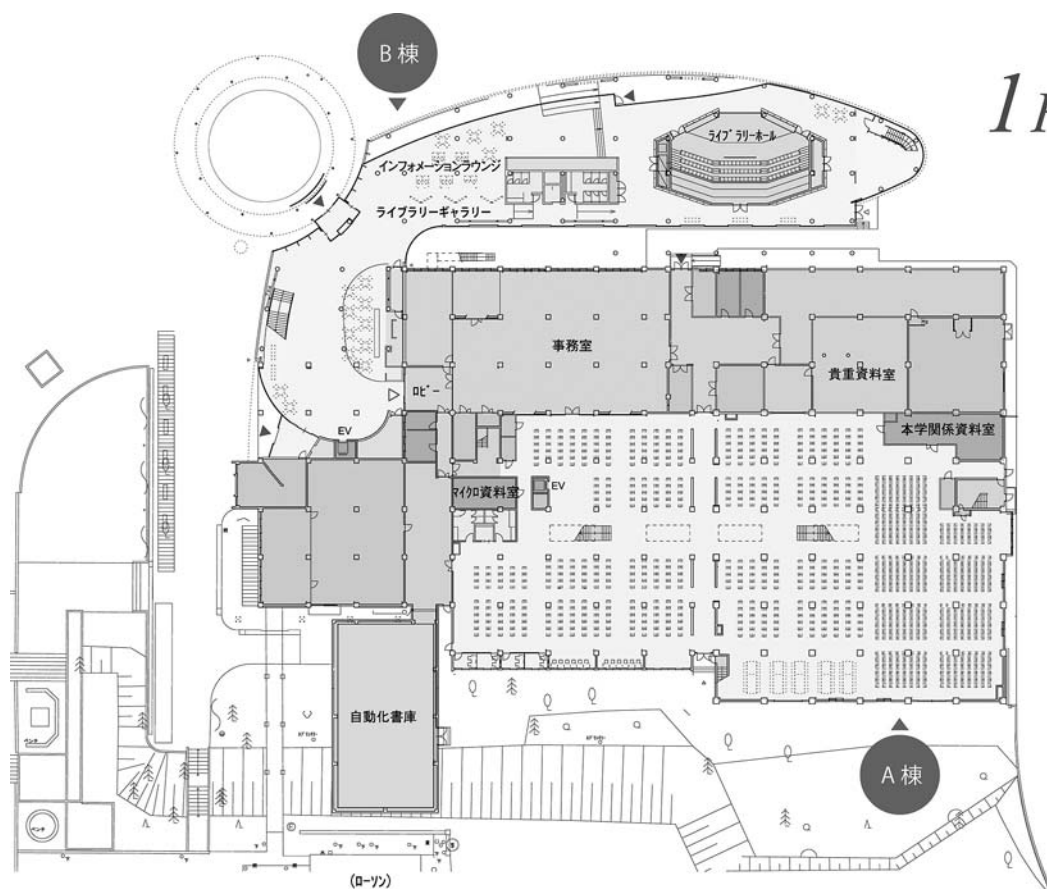 B棟
1F
ライブラリーホール
インフォメーションラウンジ
ライブラリーギャラリー
事務室
貴重資料室
ロビー
本学関係資料室
EV
マイクロ資料室
EV
自動化書庫
A棟
ベンチ
ベンチ
(ローソン)